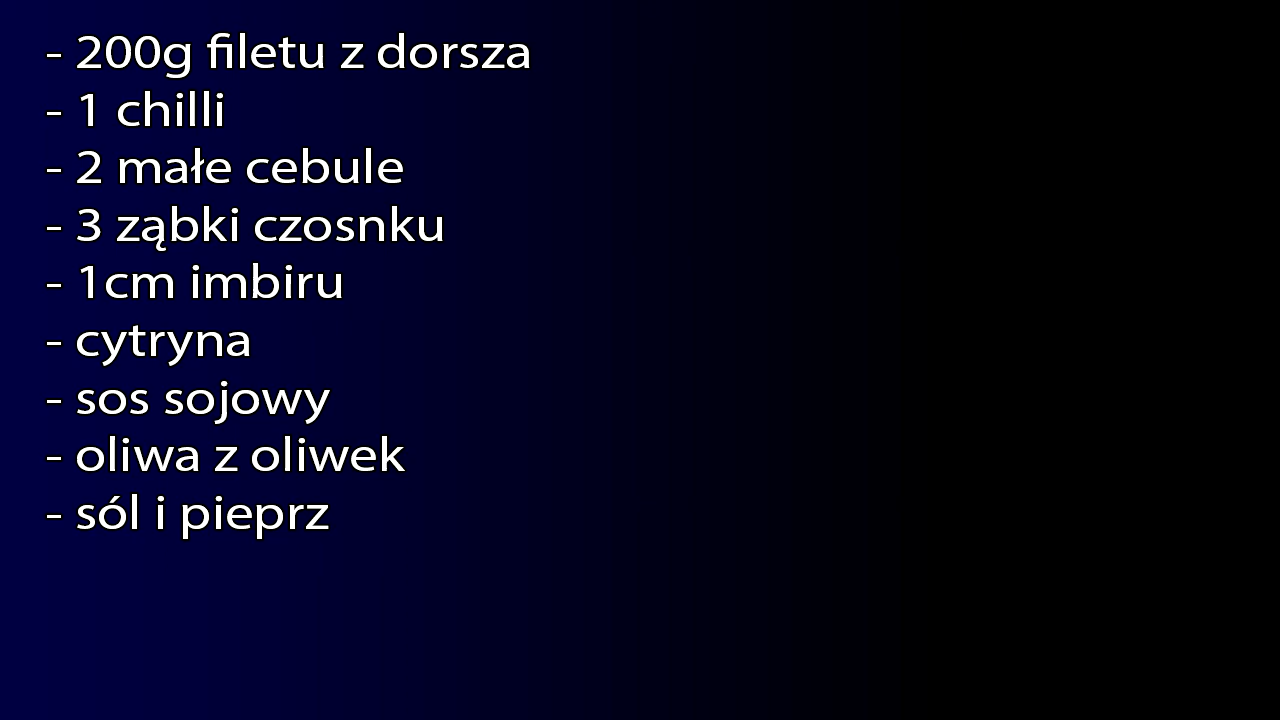 - 200g filetu z dorsza
- 1 chilli
- 2 małe cebule
- 3 ząbki czosnku
- 1cm imbiru
- cytryna
- sos sojowy
- oliwa z oliwek
- sól i pieprz